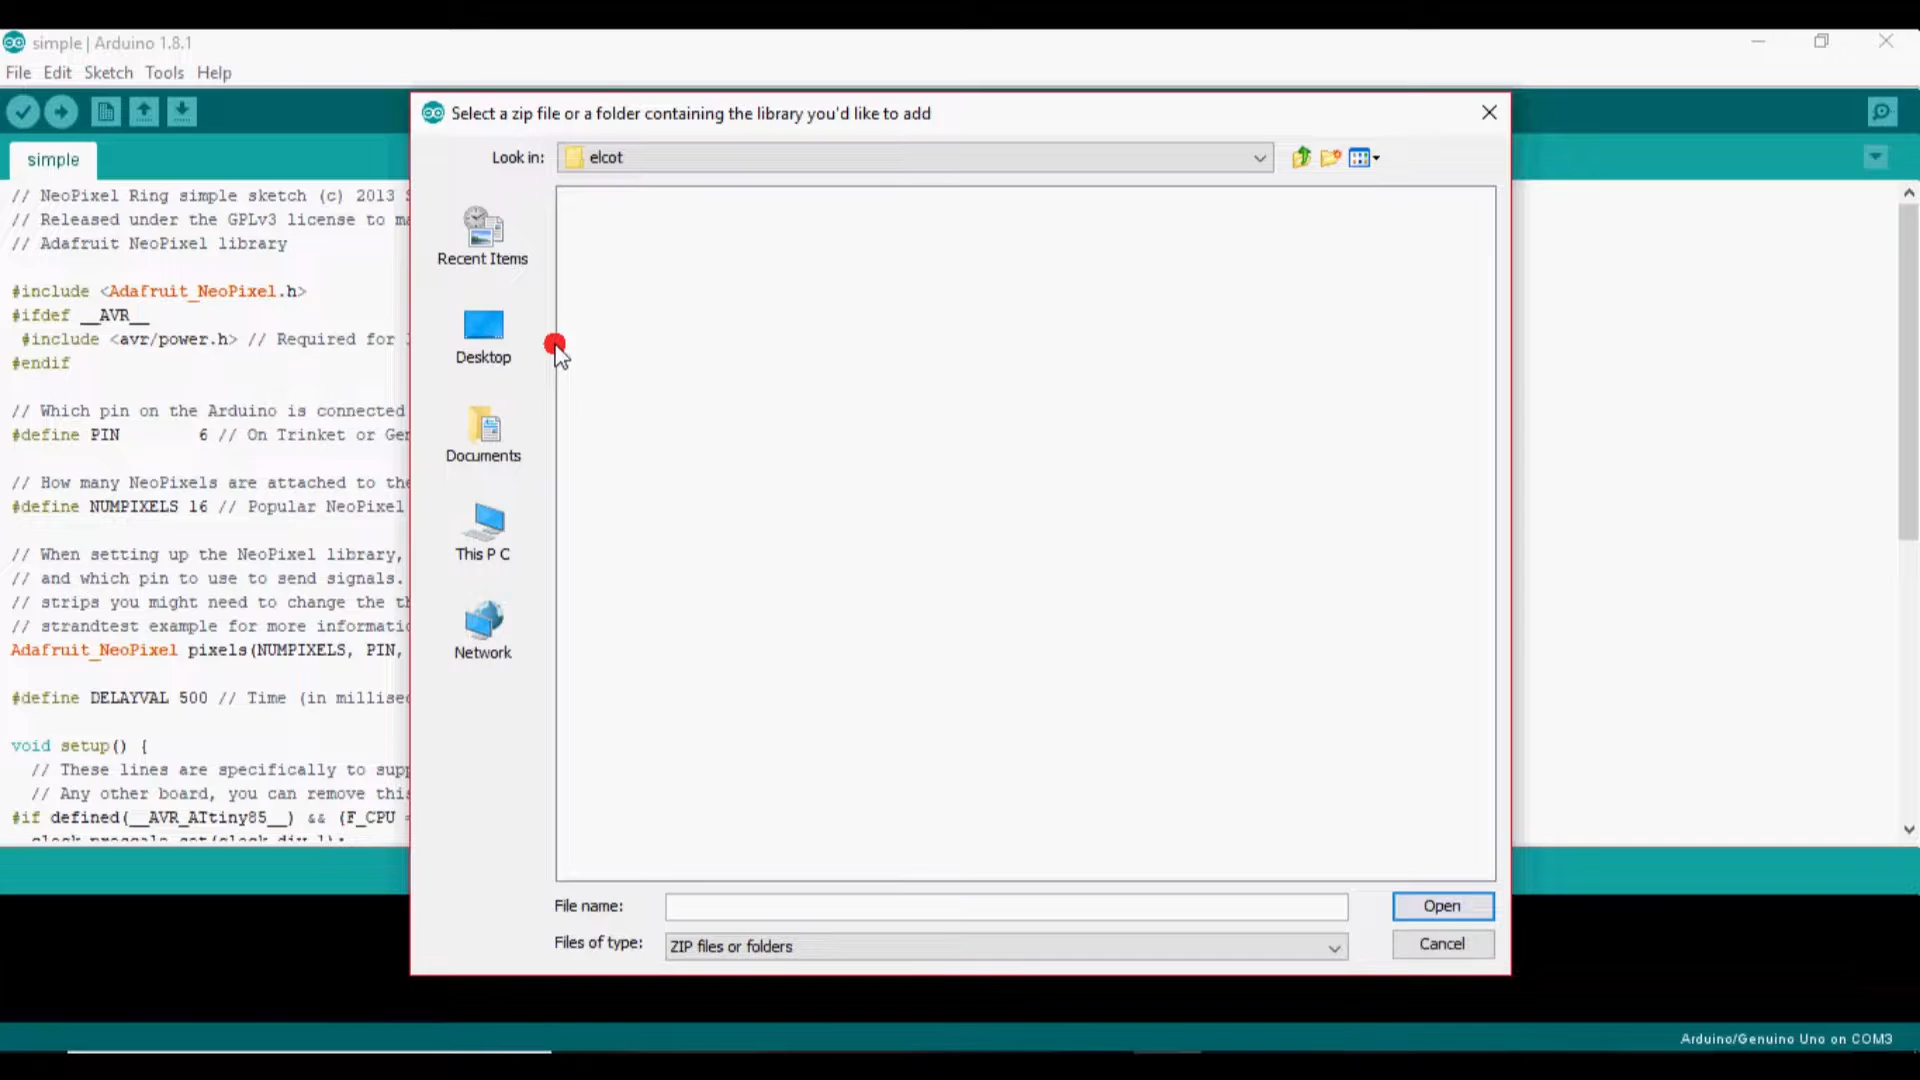 simple | Arduino 1.8.1
File Edit Sketch Tools Help
simple
// NeoPixel Ring simple sketch (c) 2013
// Released under the GPLv3 license to
// Adafruit NeoPixel library
#include <Adafruit_NeoPixel.h>
#ifdef __AVR__
#include <avr/power.h> // Required for
#endif
// Which pin on the Arduino is connected
#define PIN 6 // On Trinket or
// How many NeoPixels are attached to
#define NUMPIXELS 16 // Popular NeoPixel
// When setting up the NeoPixel library,
// and which pin to use to send signals.
// strips you might need to change the
// strandtest example for more
Adafruit_NeoPixel pixels(NUMPIXELS, PIN,
#define DELAYVAL 500 // Time (in
void setup() {
// These lines are specifically to
// Any other board, you can remove
#if defined(__AVR_ATtiny85__) && (F_CPU =
Select a zip file or a folder containing the library you'd like to add
Look in: elcot
Recent Items
Desktop
Documents
This P C
Network
File name:
Open
Files of type: ZIP files or folders
Cancel
Arduino/Genuino Uno on COM3